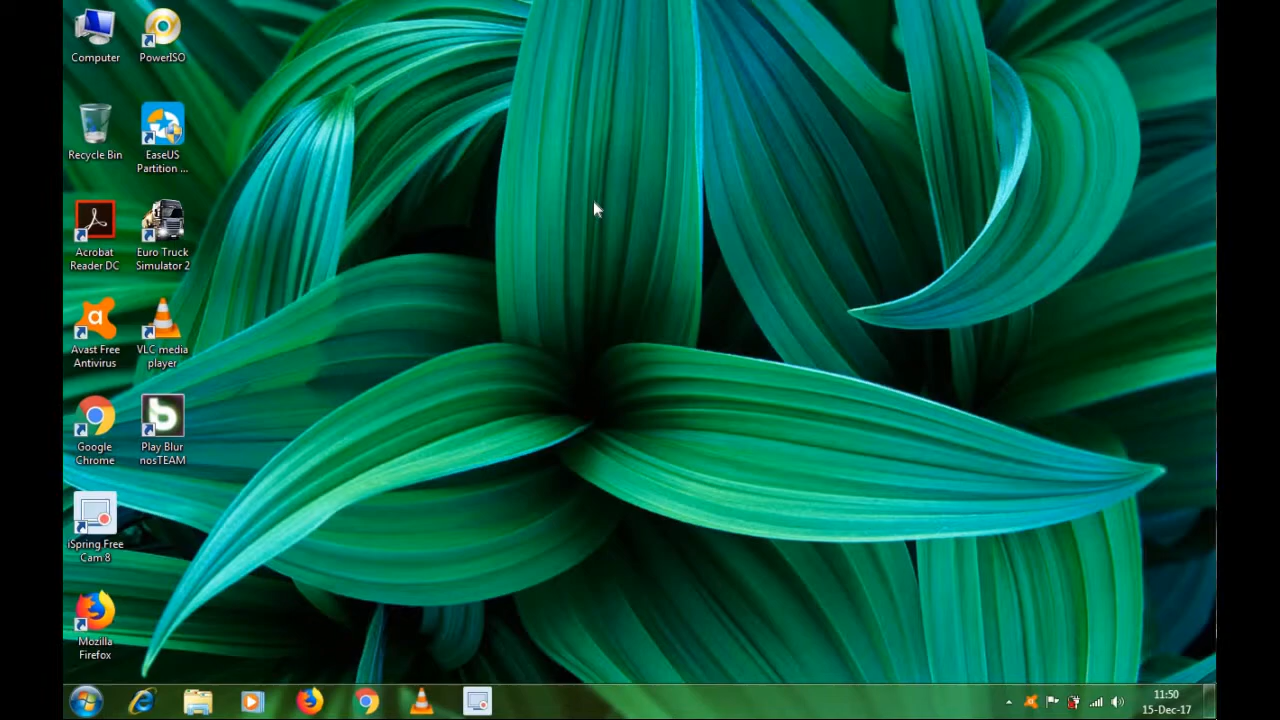 Computer
PowerISO
Recycle Bin
EaseUS
Partition ...
Acrobat
Reader DC
Euro Truck
Simulator 2
Avast Free
Antivirus
VLC media
player
Google
Chrome
Play Blur
nosTEAM
iSpring Free
Cam 8
Mozilla
Firefox
11:50
15-Dec-17